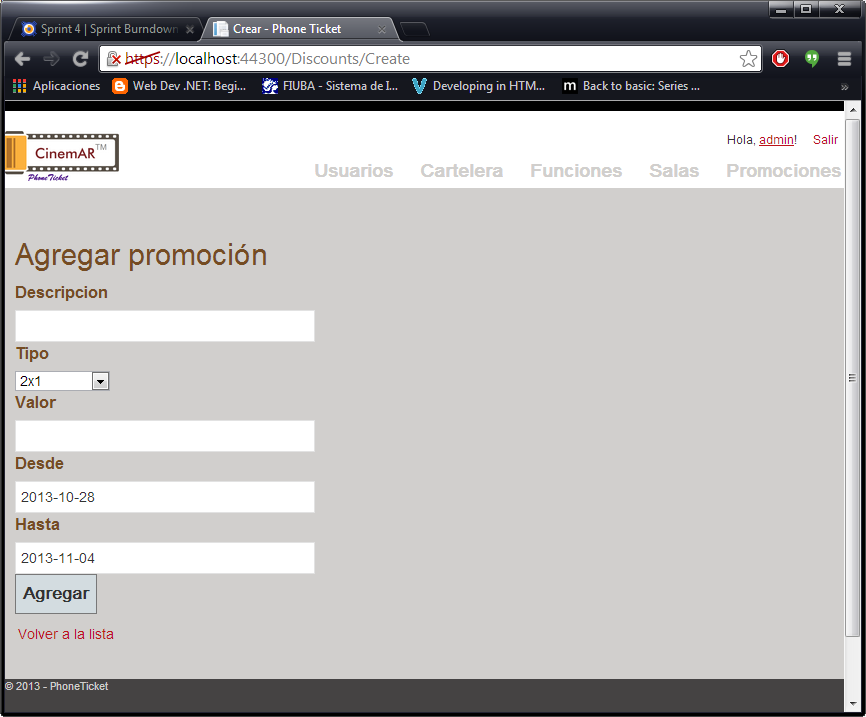 Sprint 4 | Sprint Burndown
Crear - Phone Ticket
https://localhost:44300/Discounts/Create
Aplicaciones
Web Dev .NET: Begi...
FIUBA - Sistema de I...
Developing in HTM...
m
Back to basic: Series ...
»
CinemAR™
PhoneTicket
Hola, admin!
Salir
Usuarios
Cartelera
Funciones
Salas
Promociones
Agregar promoción
Descripcion
Tipo
2x1
Valor
Desde
2013-10-28
Hasta
2013-11-04
Agregar
Volver a la lista
© 2013 - PhoneTicket